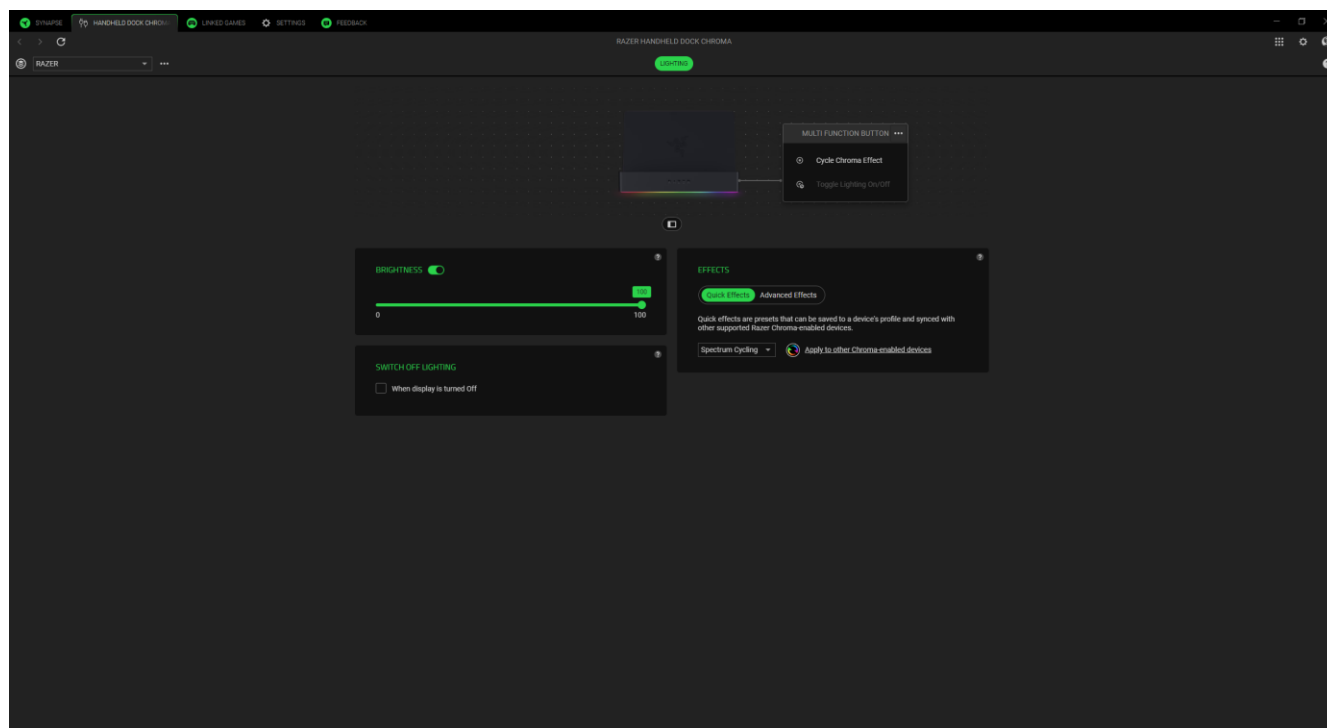 SYNAPSE
HANDHELD DOCK CHROM
LINKED GAMES
SETTINGS
FEEDBACK
RAZER HANDHELD DOCK CHROMA
RAZER
LIGHTING
MULTI FUNCTION BUTTON
Cycle Chroma Effect
Toggle Lighting On/Off
BRIGHTNESS
100
0
100
SWITCH OFF LIGHTING
When display is turned Off
EFFECTS
Quick Effects
Advanced Effects
Quick effects are presets that can be saved to a device's profile and synced with
other supported Razer Chroma-enabled devices.
Spectrum Cycling
Apply to other Chroma-enabled devices